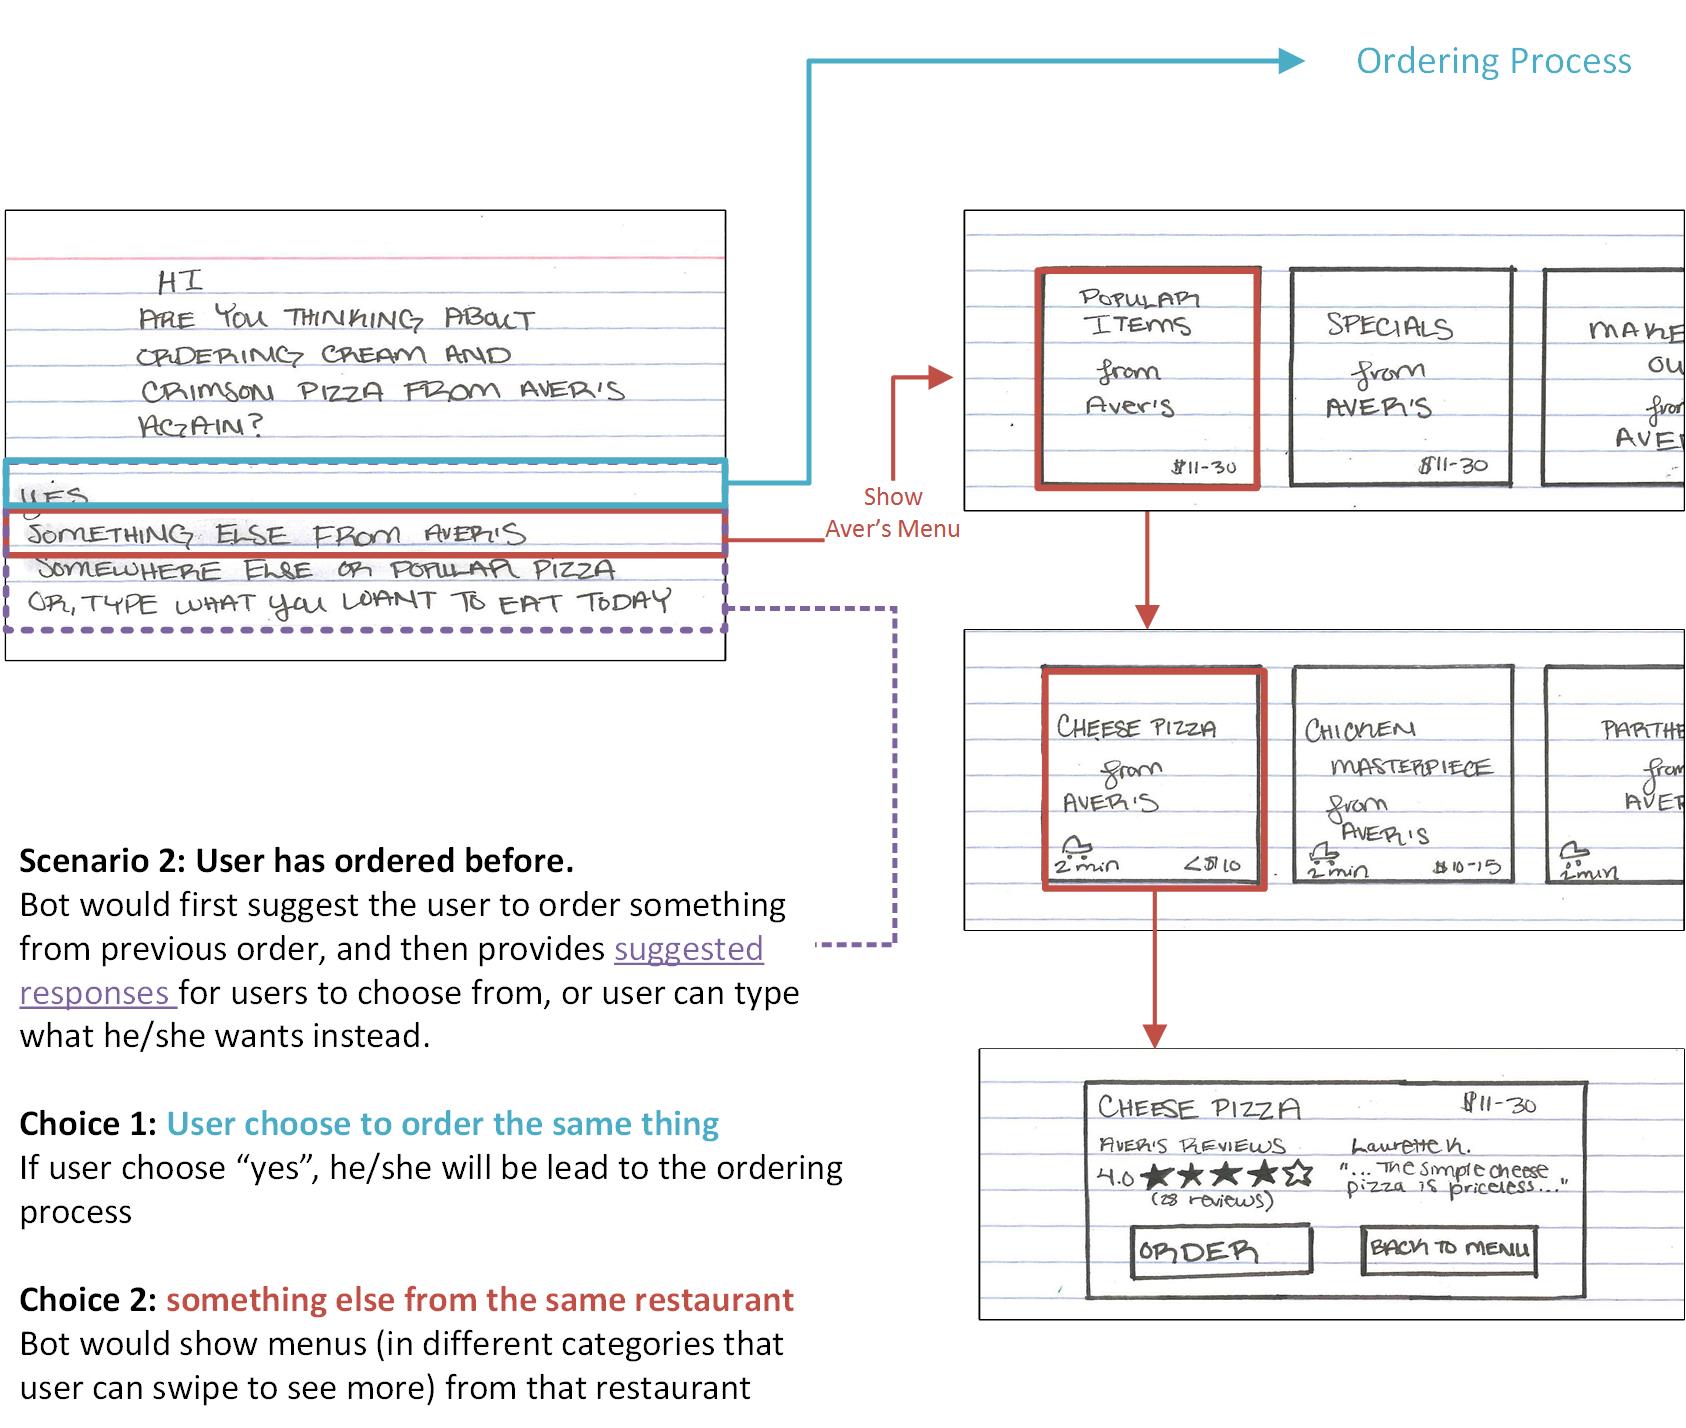 Ordering Process
HI
ARE YOU THINKING ABOUT
ORDERING CREAM AND
CRIMSON PIZZA FROM AVER'S
AGAIN?
YES
SOMETHING ELSE FROM AVER'S
SOMEWHERE ELSE OR POPULAR PIZZA
OR, TYPE WHAT YOU WANT TO EAT TODAY
Show
Aver's Menu
POPULAR
ITEMS
from
Aver's
$11-30
SPECIALS
from
AVER'S
$11-30
MAKE
OU
from
AVE
CHEESE PIZZA
from
AVER'S
2 min
<$10
CHICKEN
MASTERPIECE
from
AVER'S
2 min
$10-15
PARTHE
from
AVER
2 min
CHEESE PIZZA
$11-30
AVER'S REVIEWS
4.0
(28 reviews)
Laurette K.
"... The simple cheese
pizza is priceless..."
ORDER
BACK TO MENU
Scenario 2: User has ordered before.
Bot would first suggest the user to order something
from previous order, and then provides suggested
responses for users to choose from, or user can type
what he/she wants instead.
Choice 1: User choose to order the same thing
If user choose “yes”, he/she will be lead to the ordering
process
Choice 2: something else from the same restaurant
Bot would show menus (in different categories that
user can swipe to see more) from that restaurant